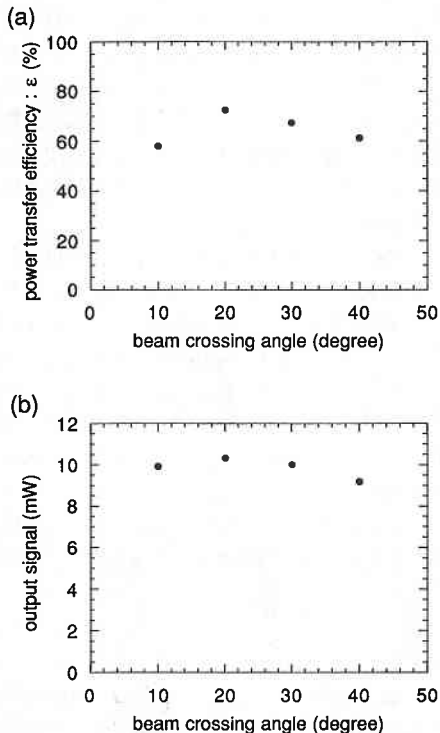 (a)
power transfer efficiency : ε (%)
100
80
60
40
20
0
0 10 20 30 40 50
beam crossing angle (degree)
(b)
output signal (mW)
12
10
8
6
4
2
0
0 10 20 30 40 50
beam crossing angle (degree)